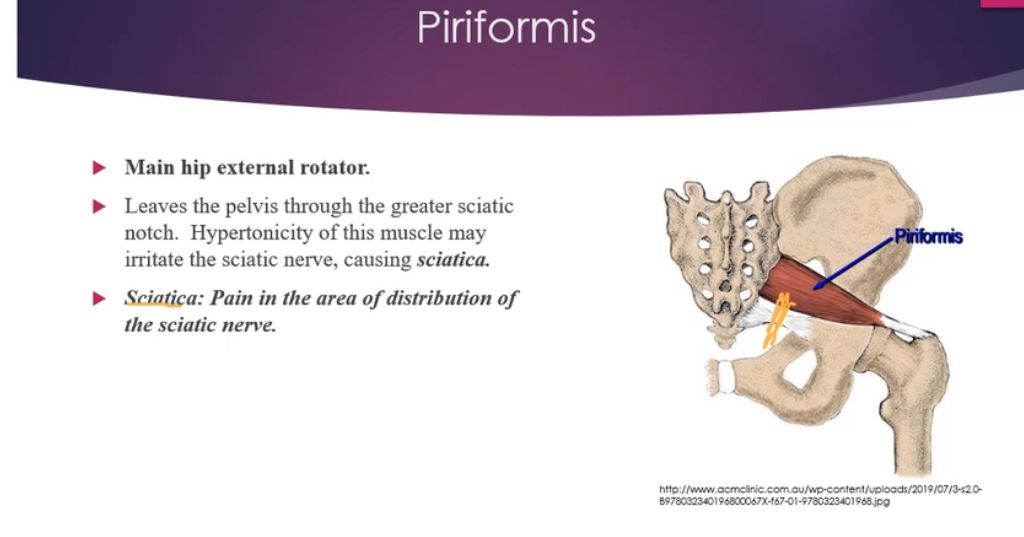 Piriformis
Main hip external rotator.
Leaves the pelvis through the greater sciatic
notch.  Hypertonicity of this muscle may
irritate the sciatic nerve, causing sciatica.
Sciatica: Pain in the area of distribution of
the sciatic nerve.
Piriformis
http://www.acmclinic.com.au/wp-content/uploads/2019/07/3-s2.0-
B978032340196800067X-f67-01-9780323401968.jpg